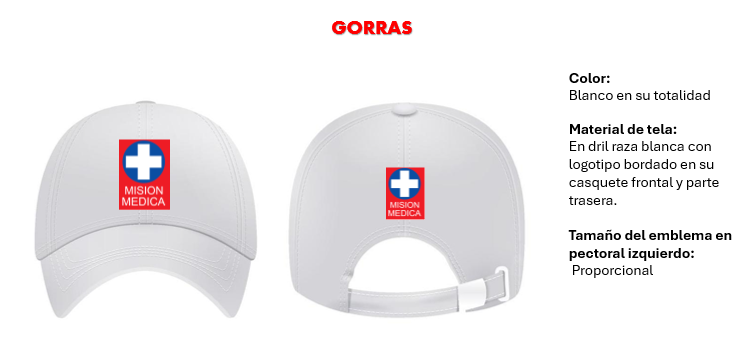 GORRAS
MISION
MEDICA
MISION
MEDICA
Color:
Blanco en su totalidad
Material de tela:
En dril raza blanca con
logotipo bordado en su
casquete frontal y parte
trasera.
Tamaño del emblema en
pectoral izquierdo:
Proporcional